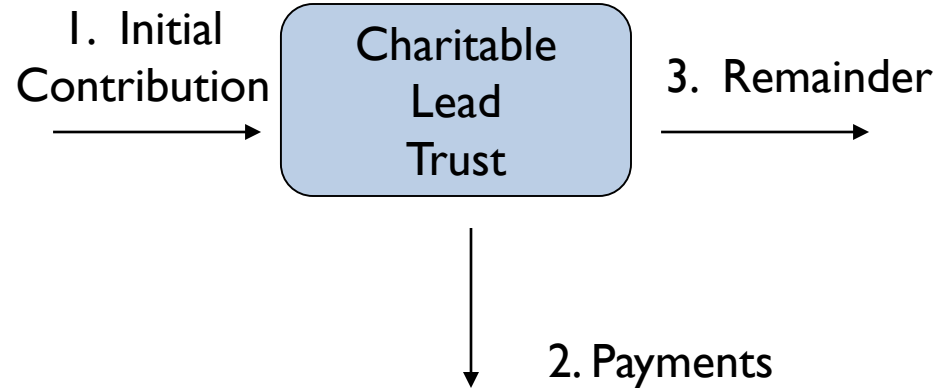 1. Initial
Contribution
Charitable
Lead
Trust
3. Remainder
2. Payments